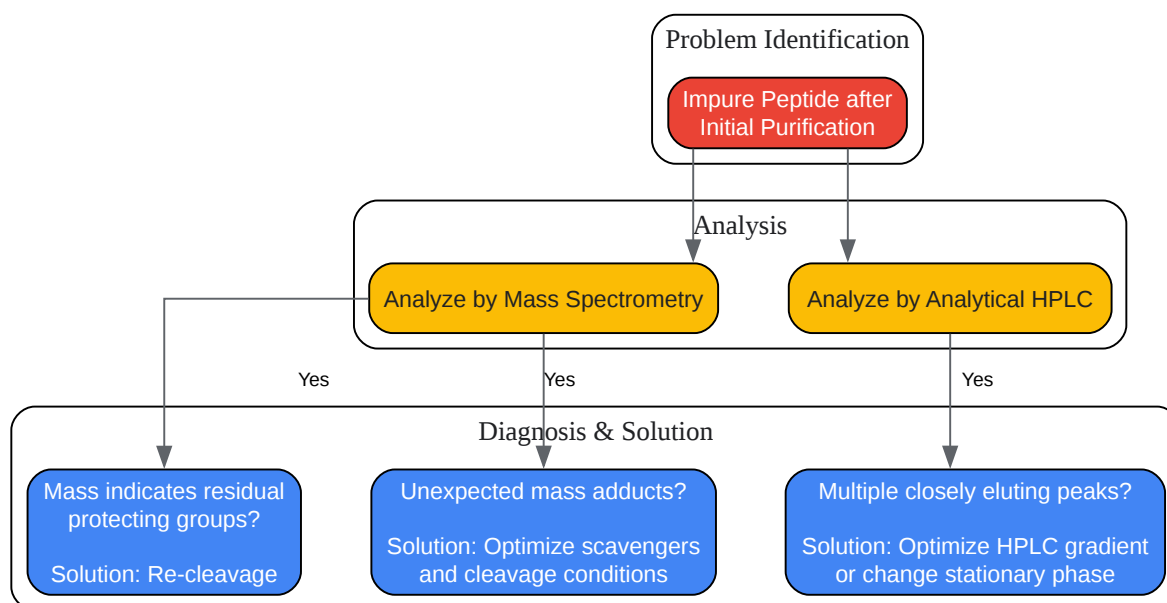 Problem Identification
Impure Peptide after
Initial Purification
Analysis
Analyze by Mass Spectrometry
Analyze by Analytical HPLC
Yes
Yes
Yes
Diagnosis & Solution
Mass indicates residual
protecting groups?
Solution: Re-cleavage
Unexpected mass adducts?
Solution: Optimize scavengers
and cleavage conditions
Multiple closely eluting peaks?
Solution: Optimize HPLC gradient
or change stationary phase